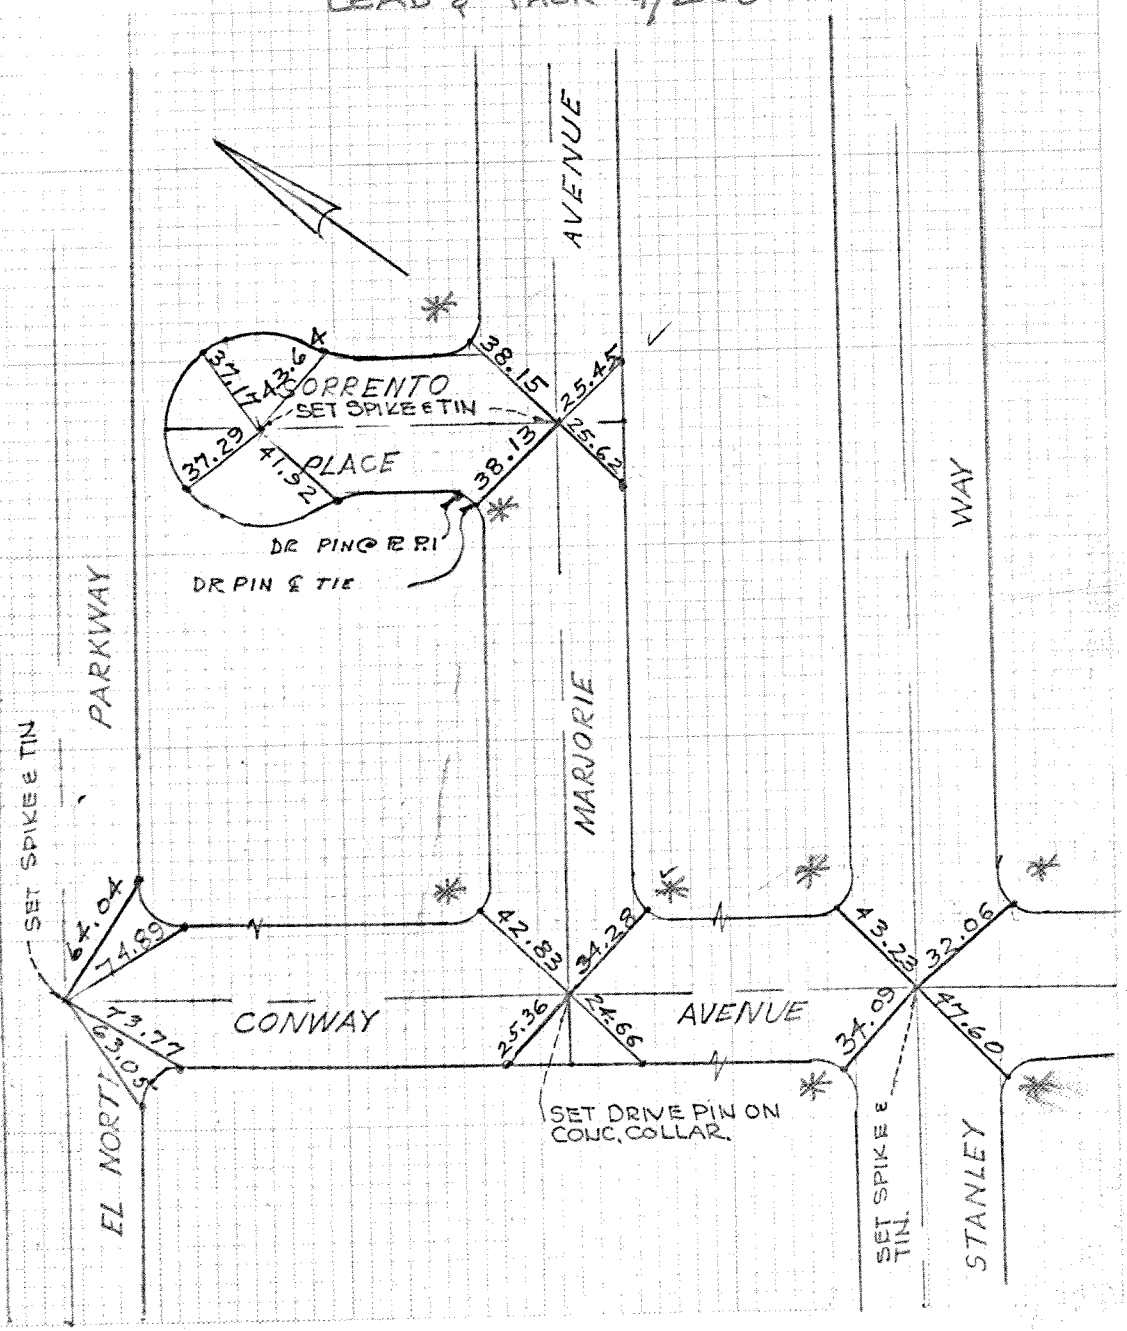 LEAD & TACK
AVENUE
38.15
25.45
25.62
38.13
43.64
37.17
37.29
41.92
SORRENTO
SET SPIKE & TIN
PLACE
DR PIN @
DR PIN & TIE
WAY
PARKWAY
MARJORIE
SET SPIKE & TIN
64.04
74.89
73.77
63.05
CONWAY
42.83
34.28
25.36
24.66
AVENUE
43.23
32.06
34.09
47.60
SET DRIVE PIN ON
CONC. COLLAR.
EL NORTE
SET SPIKE &
TIN.
STANLEY